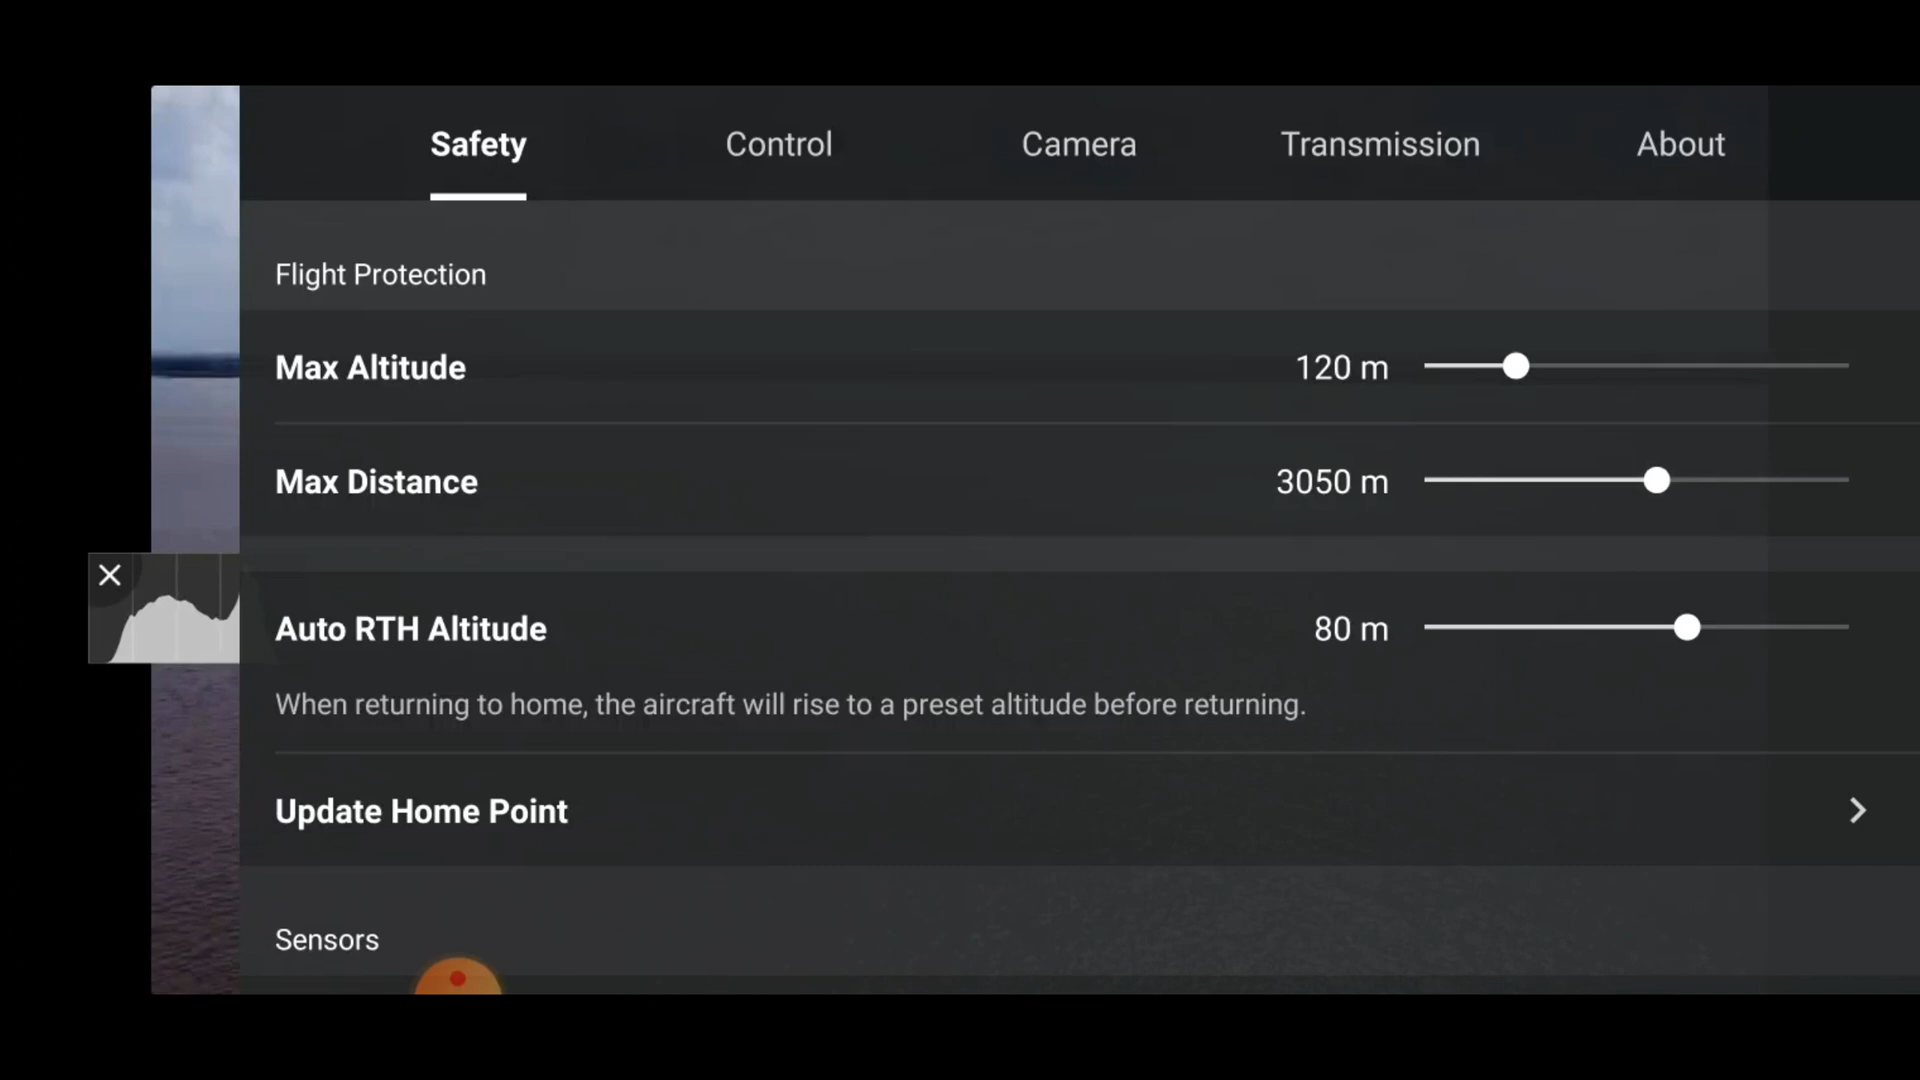 Safety Control Camera Transmission About
Flight Protection
Max Altitude 120 m
Max Distance 3050 m
Auto RTH Altitude 80 m
When returning to home, the aircraft will rise to a preset altitude before returning.
Update Home Point
Sensors